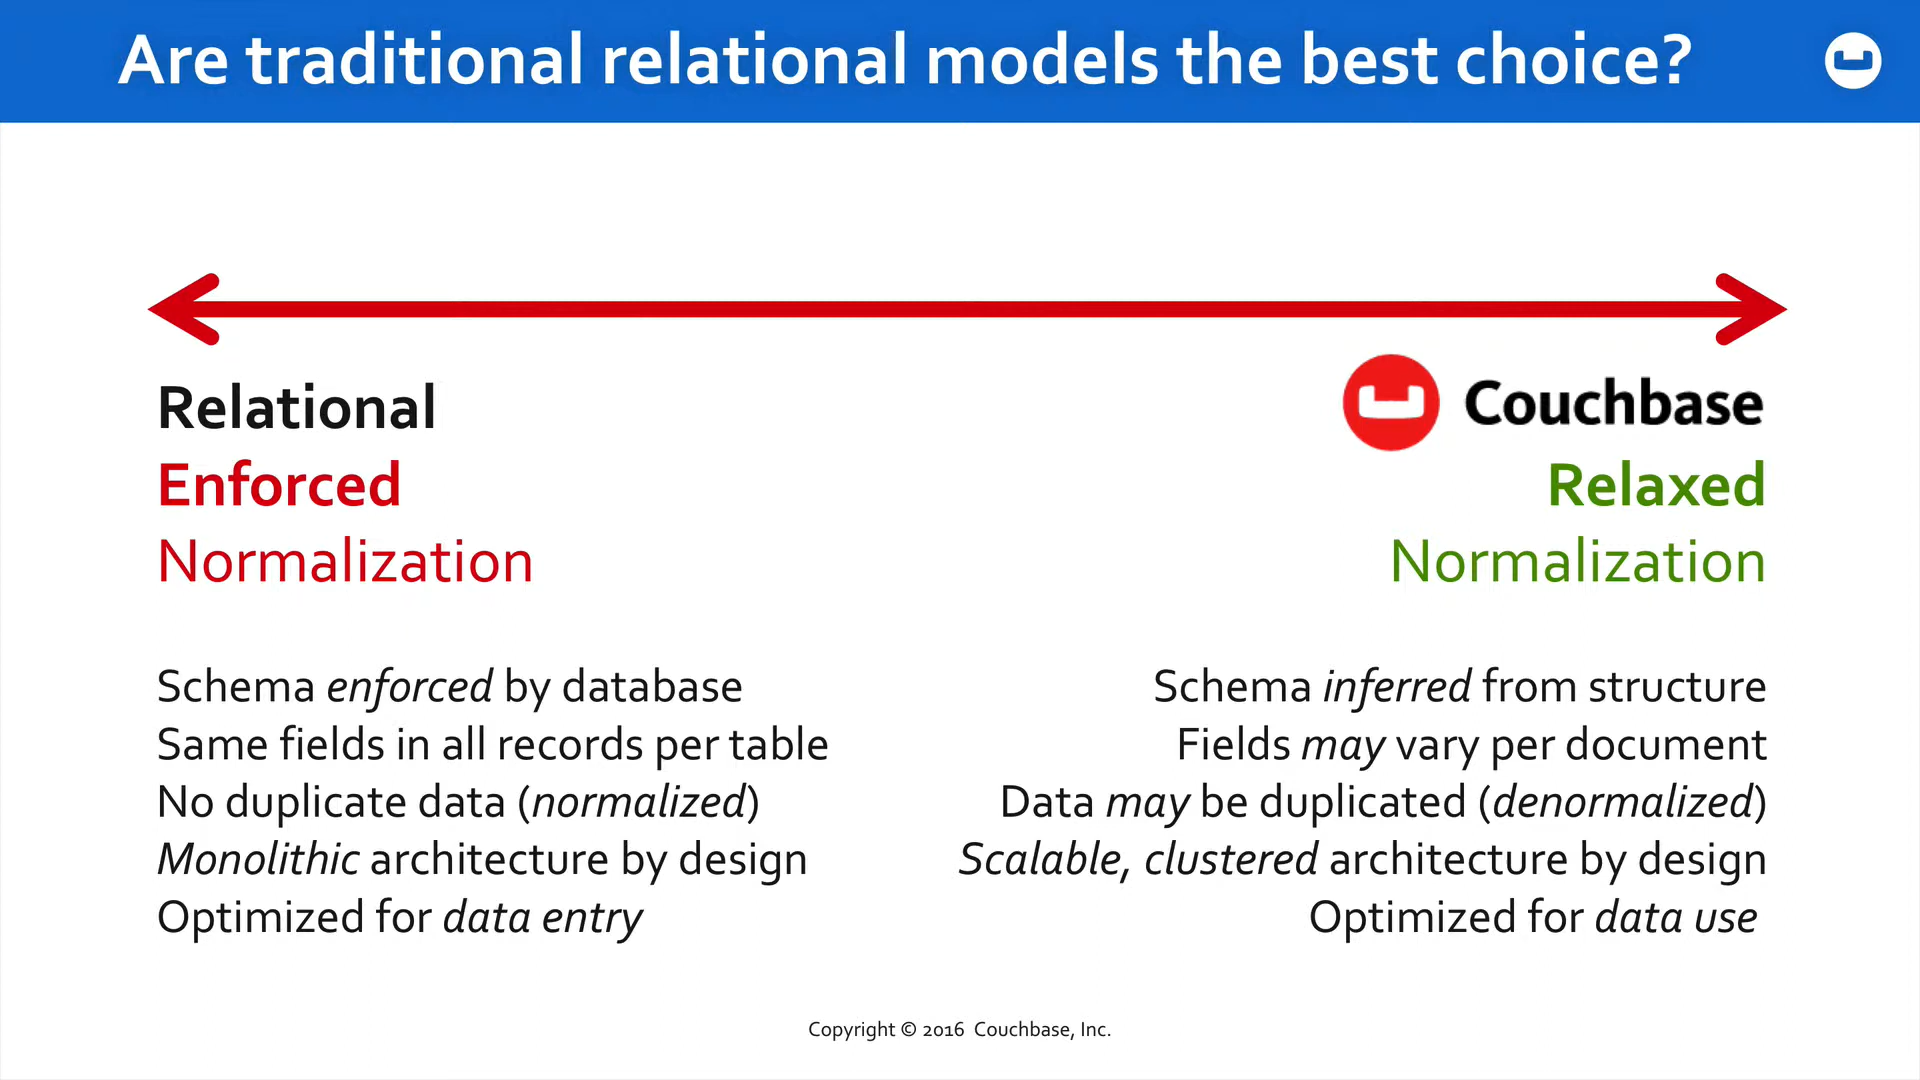 Are traditional relational models the best choice?
Relational
Enforced
Normalization
Schema enforced by database
Same fields in all records per table
No duplicate data (normalized)
Monolithic architecture by design
Optimized for data entry
Couchbase
Relaxed
Normalization
Schema inferred from structure
Fields may vary per document
Data may be duplicated (denormalized)
Scalable, clustered architecture by design
Optimized for data use
Copyright © 2016 Couchbase, Inc.